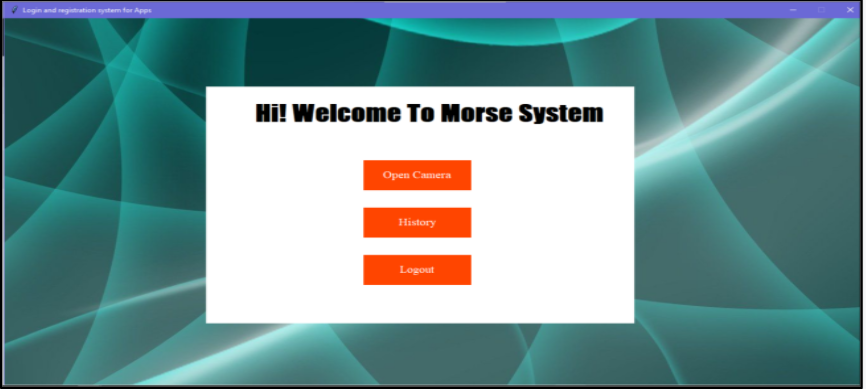 Login and registration system for Apps
Hi! Welcome To Morse System
Open Camera
History
Logout